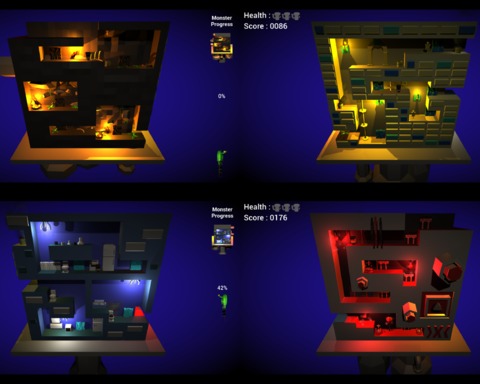 Monster
Progress
Health :
Score : 0086
0%
Monster
Progress
Health :
Score : 0176
42%